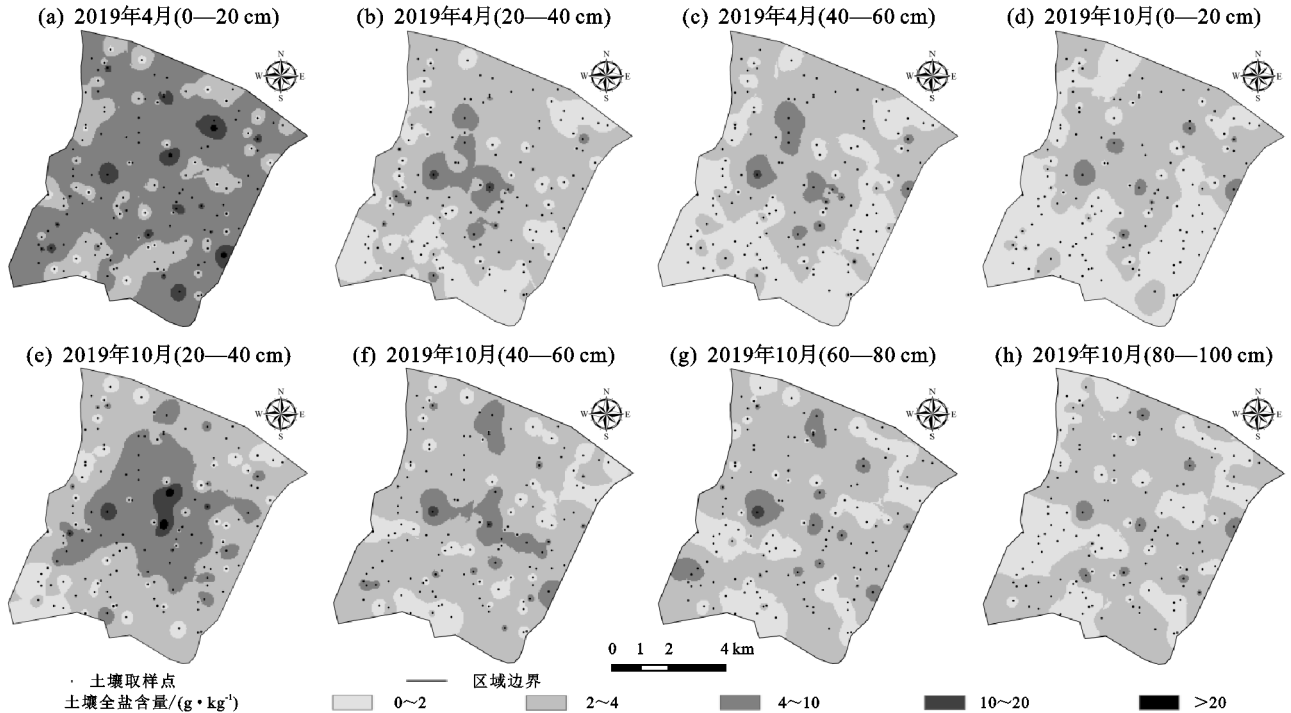 (a) 2019年4月(0—20 cm)
(b) 2019年4月(20—40 cm)
(c) 2019年4月(40—60 cm)
(d) 2019年10月(0—20 cm)
N
W E
S
N
W E
S
N
W E
S
N
W E
S
(e) 2019年10月(20—40 cm)
(f) 2019年10月(40—60 cm)
(g) 2019年10月(60—80 cm)
(h) 2019年10月(80—100 cm)
N
W E
S
N
W E
S
N
W E
S
N
W E
S
0 1 2 4 km
土壤取样点
区域边界
土壤全盐含量/(g·kg⁻¹)
0~2
2~4
4~10
10~20
>20